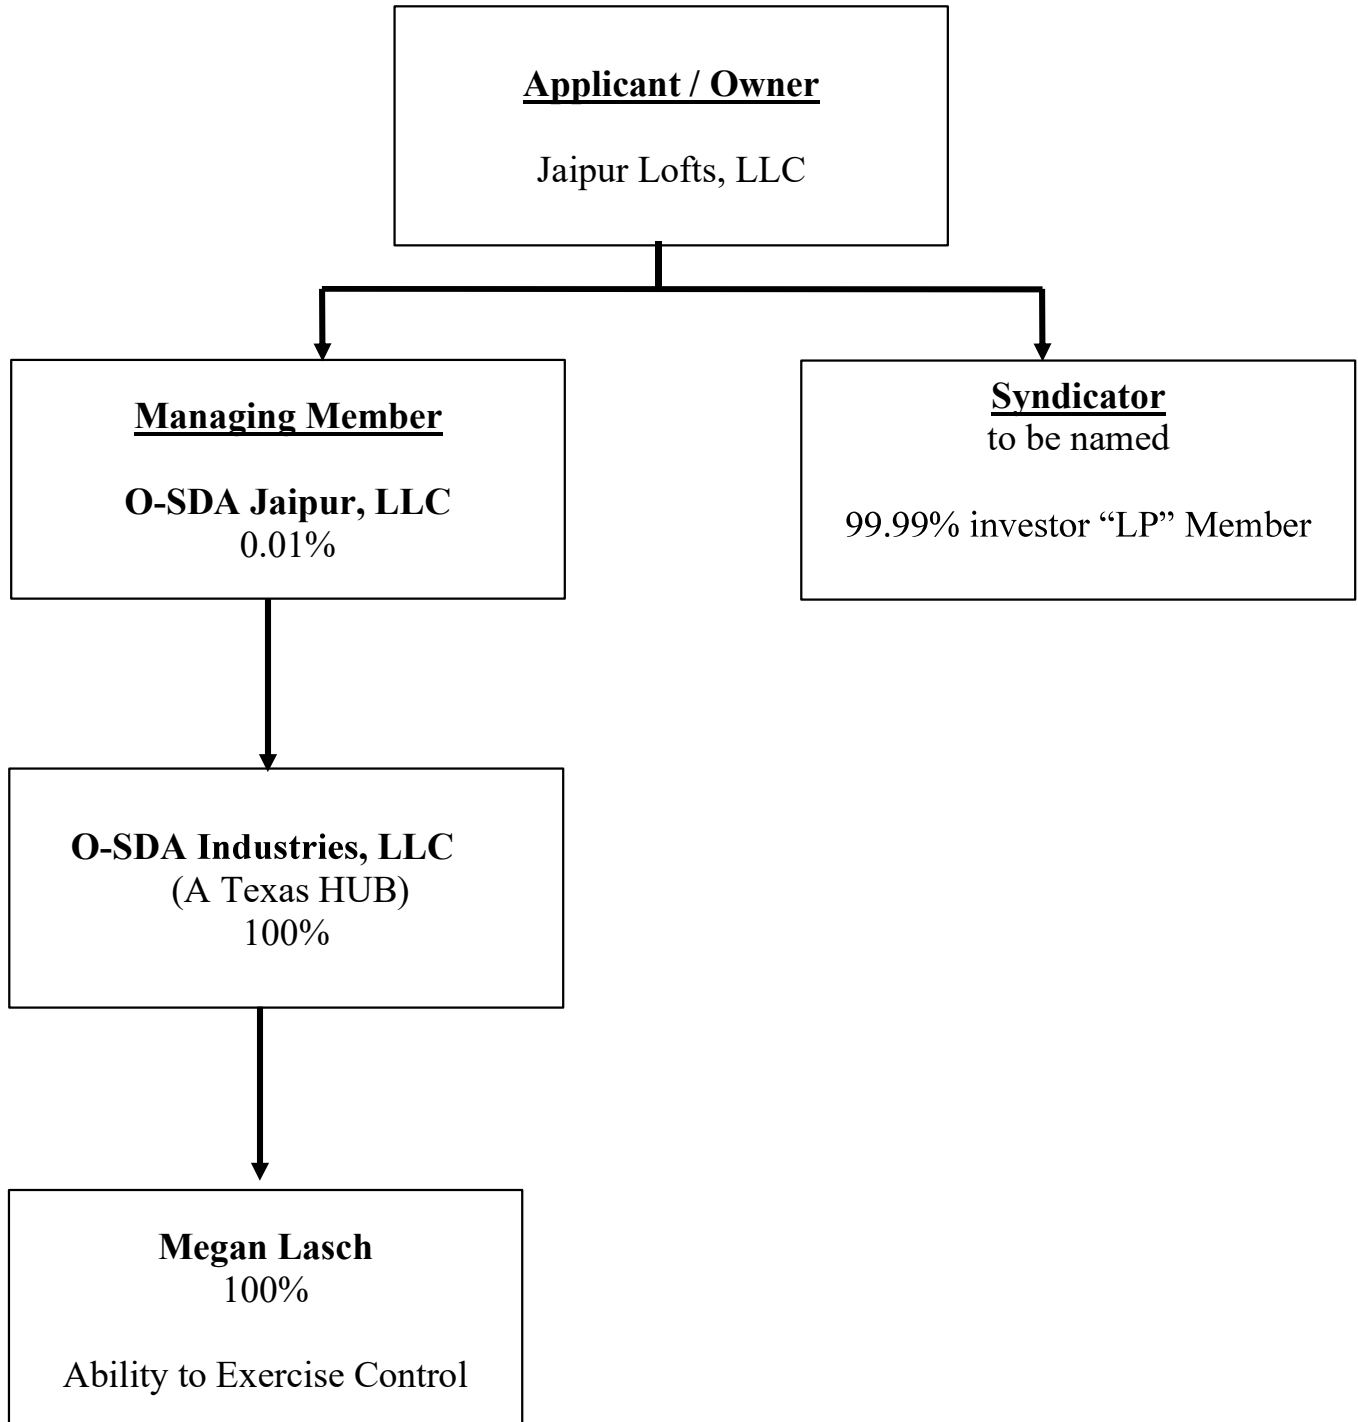 Applicant / Owner
Jaipur Lofts, LLC
Managing Member
O-SDA Jaipur, LLC
0.01%
Syndicator
to be named
99.99% investor “LP” Member
O-SDA Industries, LLC
(A Texas HUB)
100%
Megan Lasch
100%
Ability to Exercise Control